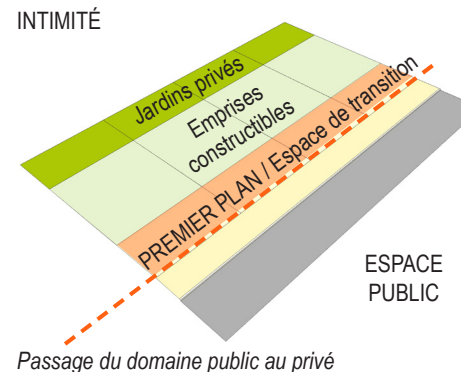 INTIMITÉ
Jardins privés
Emprises
constructibles
PREMIER PLAN / Espace de transition
ESPACE
PUBLIC
Passage du domaine public au privé